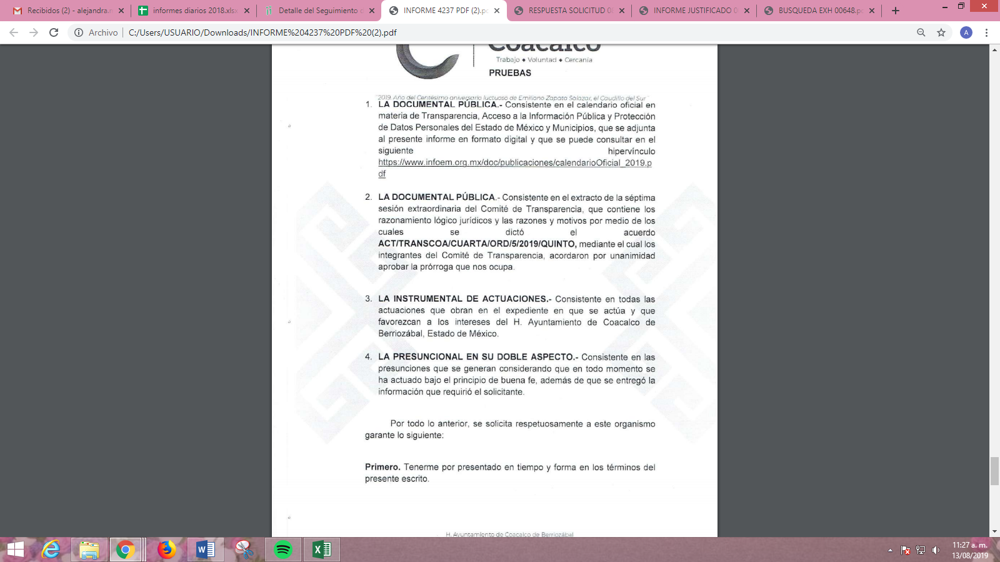 Recibidos (2) - alejandra.n
informes diarios 2018.xlsx
Detalle del Seguimiento d
INFORME 4237 PDF (2).pd
RESPUESTA SOLICITUD 0
INFORME JUSTIFICADO 0
BUSQUEDA EXH 00648.pd
Archivo C:/Users/USUARIO/Downloads/INFORME%204237%20PDF%20(2).pdf
A
Coacalco
Trabajo ◆ Voluntad ◆ Cercanía
PRUEBAS
"2019. Año del Centésimo aniversario luctuoso de Emiliano Zapata Salazar, el Caudillo del Sur"
1. LA DOCUMENTAL PÚBLICA.- Consistente en el calendario oficial en
materia de Transparencia, Acceso a la Información Pública y Protección
de Datos Personales del Estado de México y Municipios, que se adjunta
al presente informe en formato digital y que se puede consultar en el
siguiente hipervínculo
https://www.infoem.org.mx/doc/publicaciones/calendarioOficial_2019.p
df
2. LA DOCUMENTAL PÚBLICA.- Consistente en el extracto de la séptima
sesión extraordinaria del Comité de Transparencia, que contiene los
razonamiento lógico jurídicos y las razones y motivos por medio de los
cuales se dictó el acuerdo
ACT/TRANSCOA/CUARTA/ORD/5/2019/QUINTO, mediante el cual los
integrantes del Comité de Transparencia, acordaron por unanimidad
aprobar la prórroga que nos ocupa.
3. LA INSTRUMENTAL DE ACTUACIONES.- Consistente en todas las
actuaciones que obran en el expediente en que se actúa y que
favorezcan a los intereses del H. Ayuntamiento de Coacalco de
Berriozábal, Estado de México.
4. LA PRESUNCIONAL EN SU DOBLE ASPECTO.- Consistente en las
presunciones que se generan considerando que en todo momento se
ha actuado bajo el principio de buena fe, además de que se entregó la
información que requirió el solicitante.
Por todo lo anterior, se solicita respetuosamente a este organismo
garante lo siguiente:
Primero. Tenerme por presentado en tiempo y forma en los términos del
presente escrito.
H. Ayuntamiento de Coacalco de Berriozábal
11:27 a. m.
13/08/2019